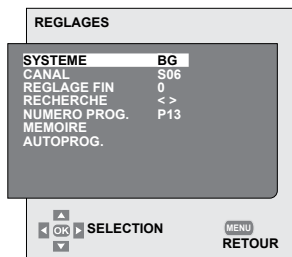 REGLAGES
SYSTEME BG
CANAL S06
REGLAGE FIN 0
RECHERCHE < >
NUMERO PROG. P13
MEMOIRE
AUTOPROG.
OK SELECTION MENU
RETOUR